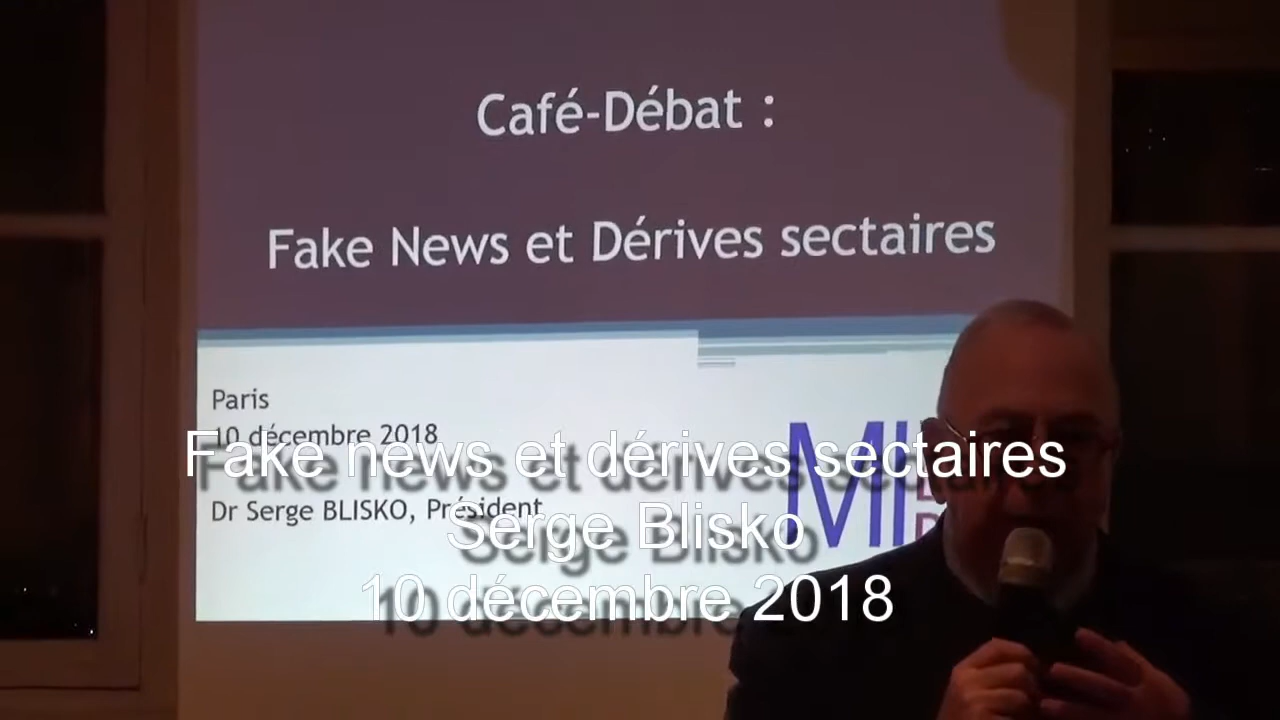 Café-Débat :
Fake News et Dérives sectaires
Paris
10 décembre 2018
Dr Serge BLISKO, Président
MI
Fake news et dérives sectaires
Serge Blisko
10 décembre 2018